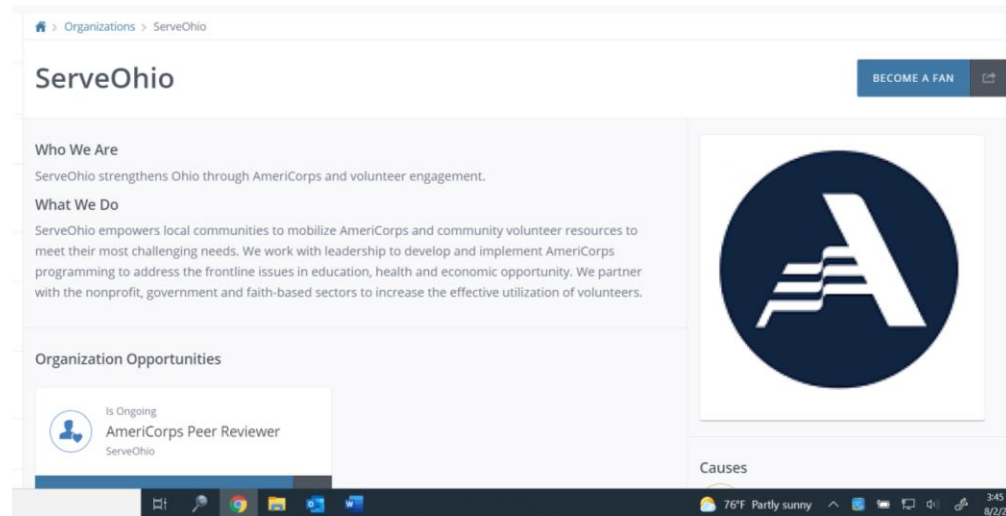 > Organizations > ServeOhio
ServeOhio
BECOME A FAN
Who We Are
ServeOhio strengthens Ohio through AmeriCorps and volunteer engagement.
What We Do
ServeOhio empowers local communities to mobilize AmeriCorps and community volunteer resources to
meet their most challenging needs. We work with leadership to develop and implement AmeriCorps
programming to address the frontline issues in education, health and economic opportunity. We partner
with the nonprofit, government and faith-based sectors to increase the effective utilization of volunteers.
Organization Opportunities
Is Ongoing
AmeriCorps Peer Reviewer
ServeOhio
Causes
76°F Partly sunny
3:45
8/2/2